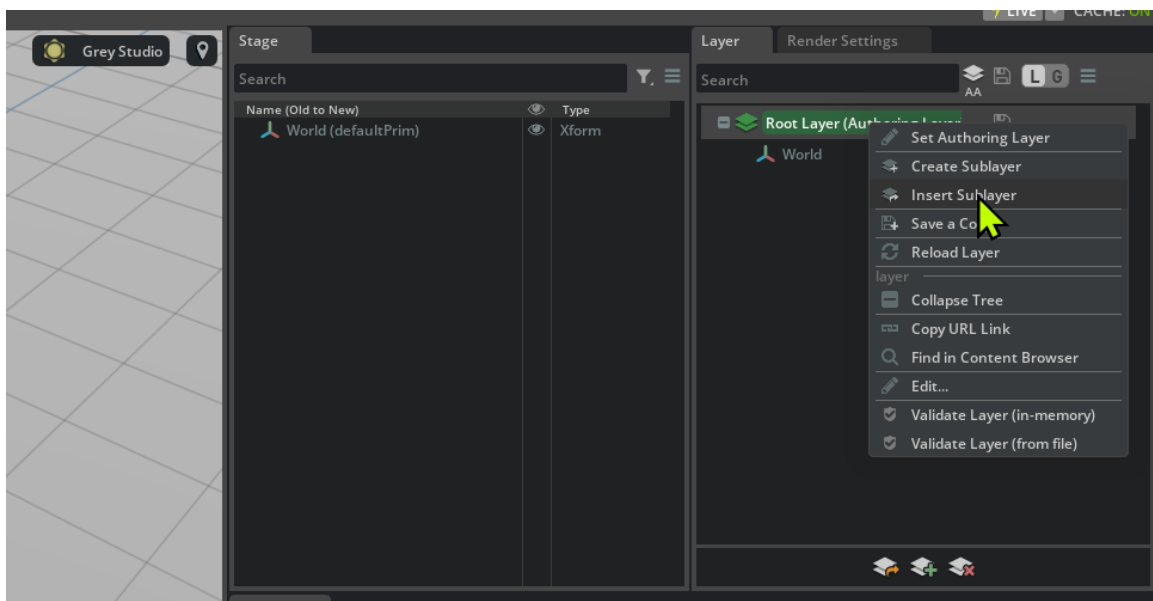 LIVE CACHE: ON
Grey Studio
Stage
Layer
Render Settings
Search
Search
AA
L G
Name (Old to New)
Type
World (defaultPrim)
Xform
Root Layer (Authoring Layer
World
Set Authoring Layer
Create Sublayer
Insert Sublayer
Save a Co
Reload Layer
layer
Collapse Tree
Copy URL Link
Find in Content Browser
Edit...
Validate Layer (in-memory)
Validate Layer (from file)